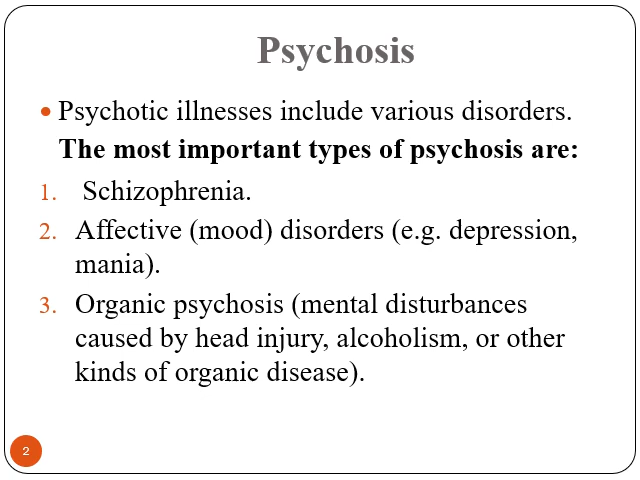 Psychosis
• Psychotic illnesses include various disorders.
The most important types of psychosis are:
1. Schizophrenia.
2. Affective (mood) disorders (e.g. depression,
mania).
3. Organic psychosis (mental disturbances
caused by head injury, alcoholism, or other
kinds of organic disease).
2